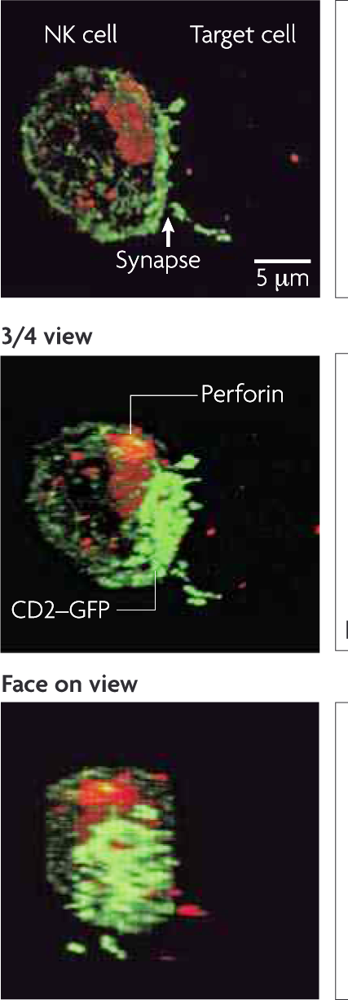 NK cell Target cell
Synapse
5 μm
3/4 view
Perforin
CD2–GFP
Face on view